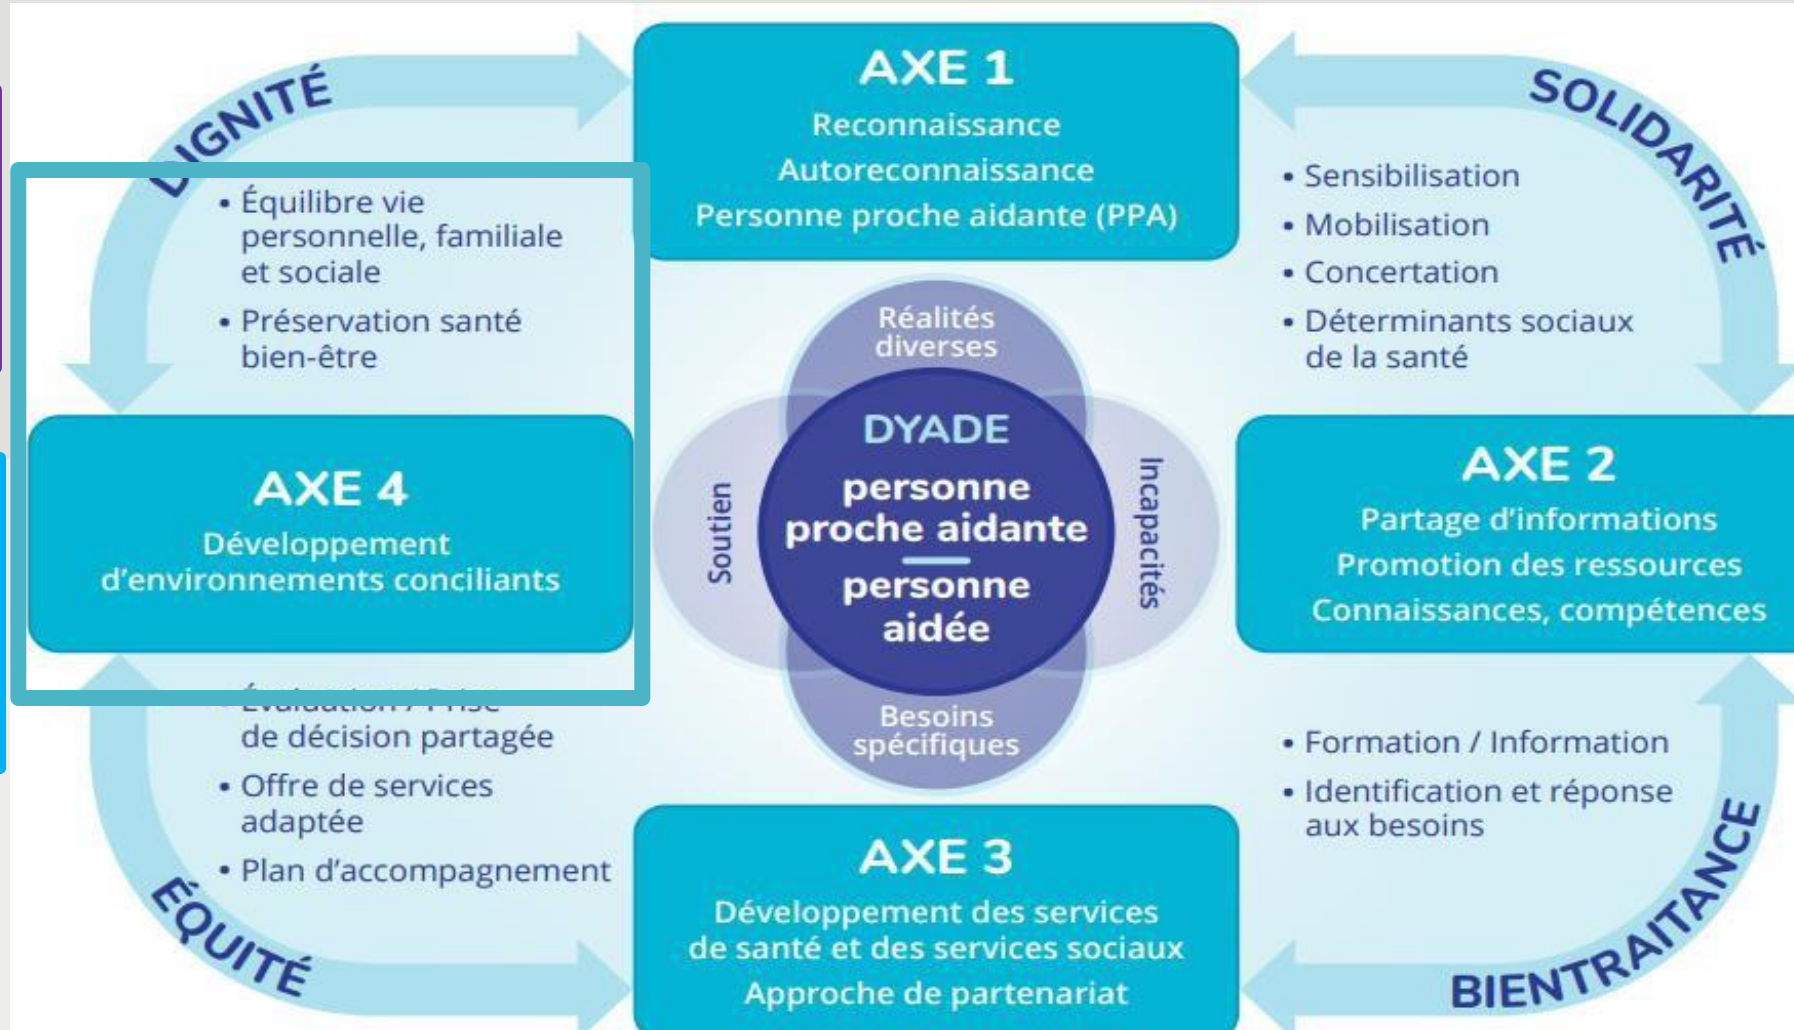 DIGNITÉ
AXE 1
Reconnaissance
Autoreconnaissance
Personne proche aidante (PPA)
SOLIDARITÉ
• Équilibre vie
personnelle, familiale
et sociale
• Préservation santé
bien-être
• Sensibilisation
• Mobilisation
• Concertation
• Déterminants sociaux
de la santé
Réalités
diverses
Soutien
DYADE
personne
proche aidante
personne
aidée
Incapacités
Besoins
spécifiques
AXE 4
Développement
d'environnements conciliants
AXE 2
Partage d'informations
Promotion des ressources
Connaissances, compétences
• Évaluation / Prise
de décision partagée
• Offre de services
adaptée
• Plan d'accompagnement
• Formation / Information
• Identification et réponse
aux besoins
ÉQUITÉ
AXE 3
Développement des services
de santé et des services sociaux
Approche de partenariat
BIENTRAITANCE